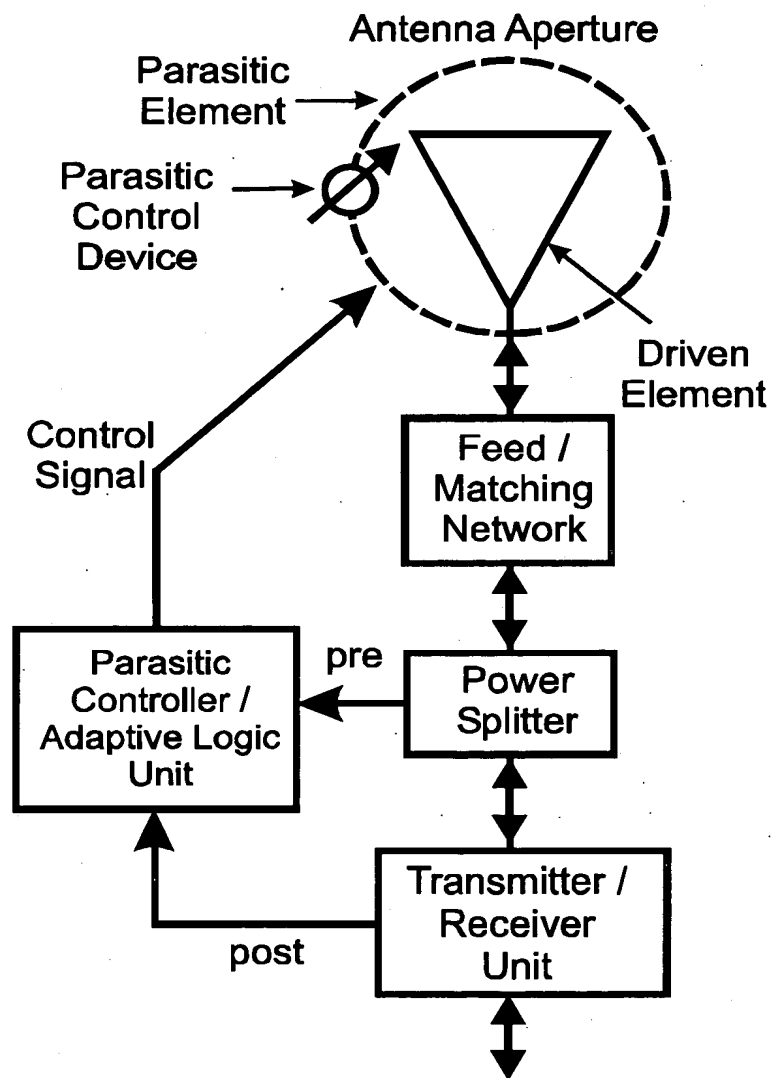 Antenna Aperture
Parasitic
Element
Parasitic
Control
Device
Driven
Element
Control
Signal
Feed /
Matching
Network
Parasitic
Controller /
Adaptive Logic
Unit
pre
Power
Splitter
Transmitter /
Receiver
Unit
post